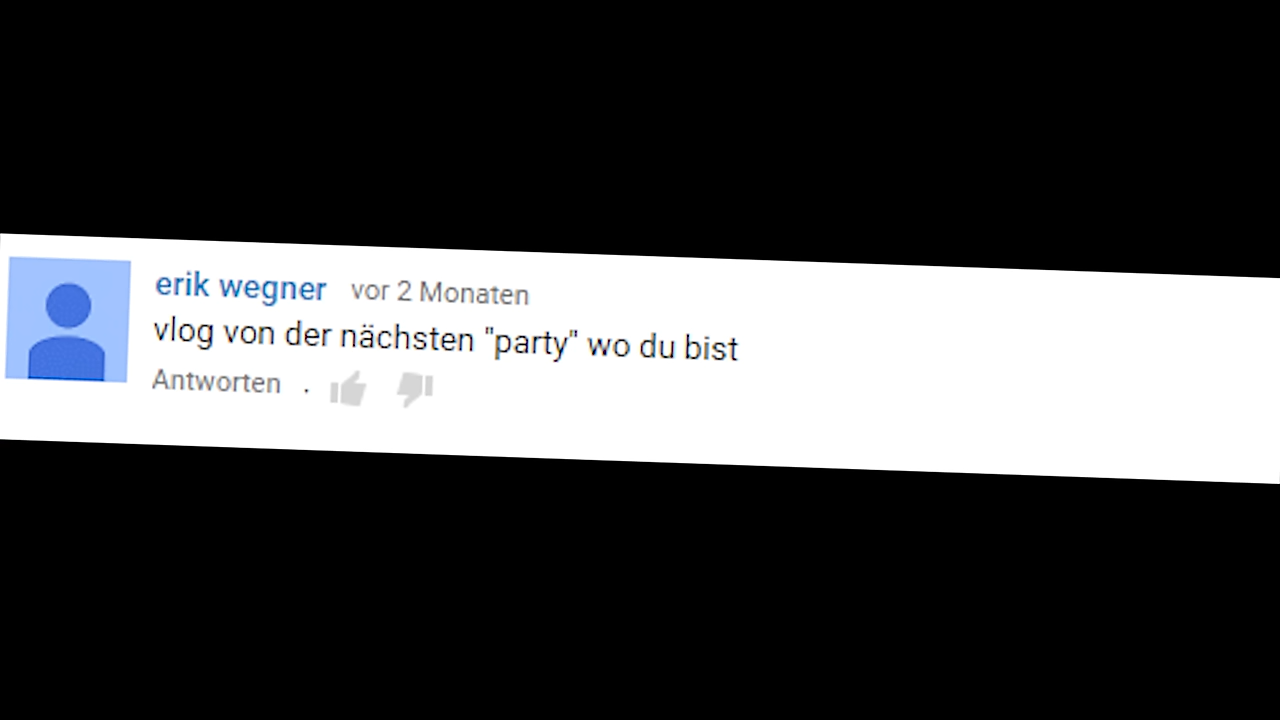 erik wegner vor 2 Monaten
vlog von der nächsten "party" wo du bist
Antworten .